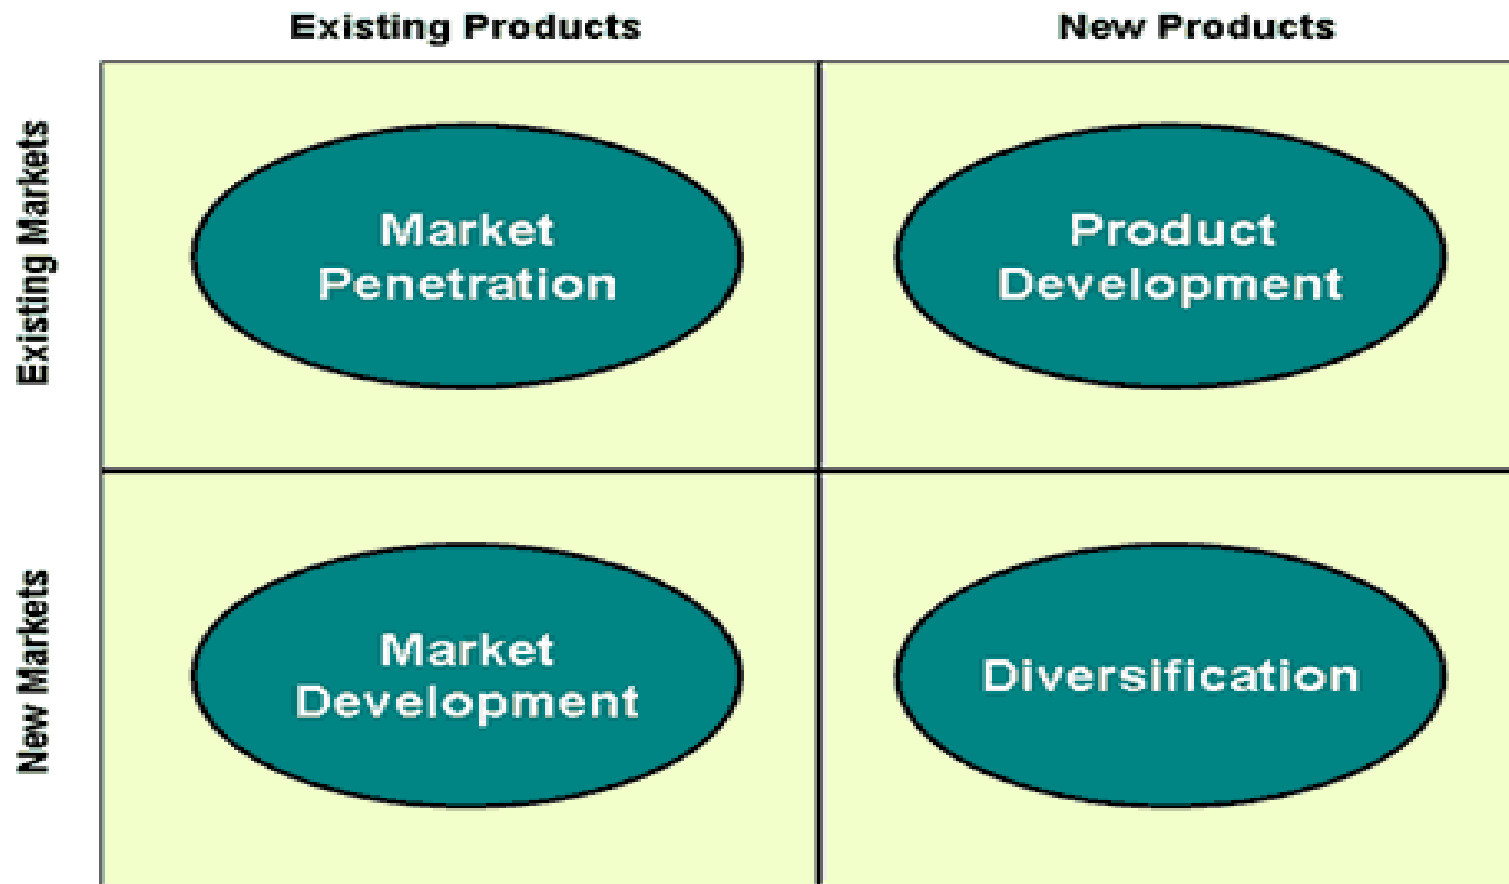 Existing Products
New Products
Existing Markets
Market
Penetration
Product
Development
New Markets
Market
Development
Diversification